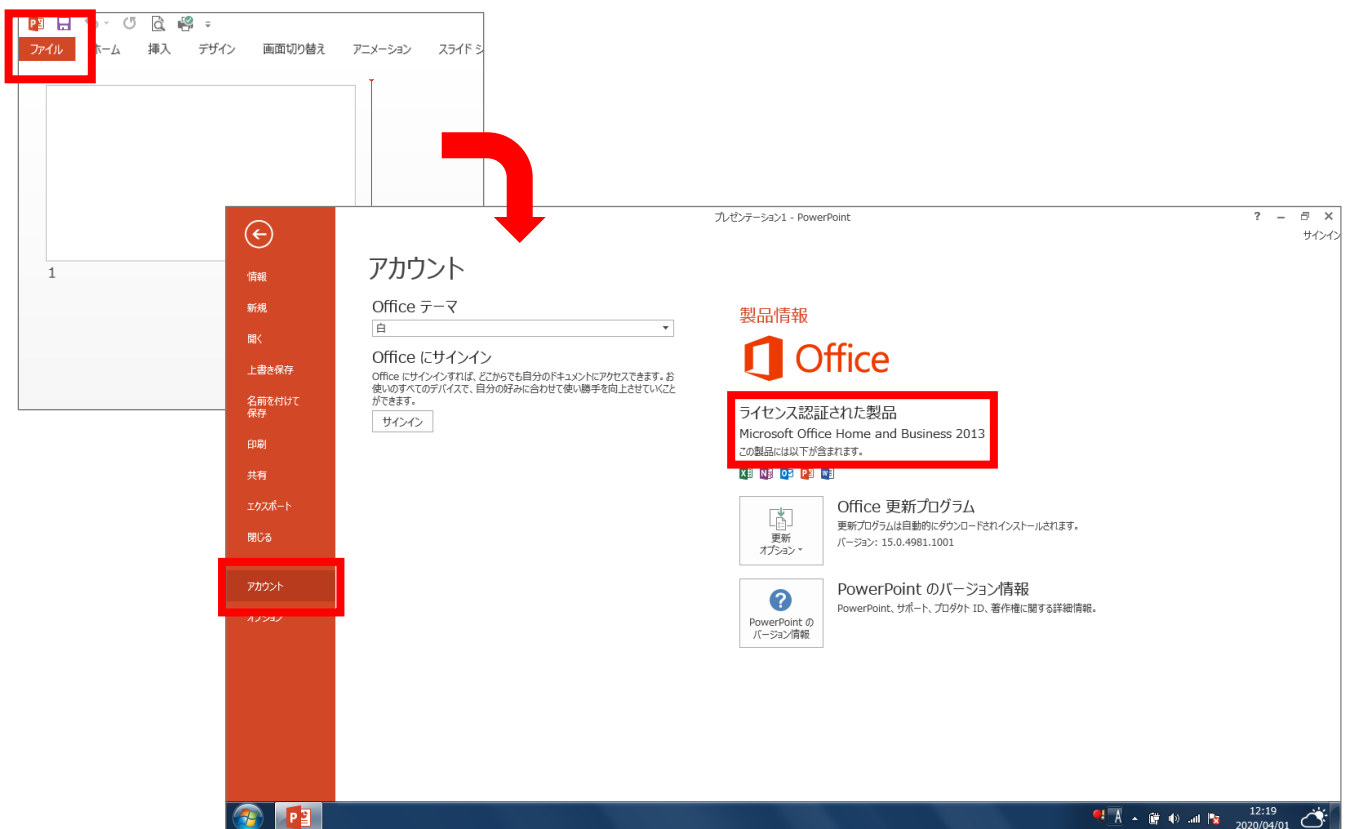 ファイル
ホーム
挿入
デザイン
画面切り替え
アニメーション
スライド シ
1
プレゼンテーション1 - PowerPoint
? – X
サインイン
情報
新規
開く
上書き保存
名前を付けて
保存
印刷
共有
エクスポート
閉じる
アカウント
オプション
アカウント
Office テーマ
白
Office にサインイン
Office にサインインすれば、どこからでも自分のドキュメントにアクセスできます。お
使いのすべてのデバイスで、自分の好みに合わせて使い勝手を向上させていくこと
ができます。
サインイン
製品情報
Office
ライセンス認証された製品
Microsoft Office Home and Business 2013
この製品には以下が含まれます。
更新
オプション
Office 更新プログラム
更新プログラムは自動的にダウンロードされインストールされます。
バージョン: 15.0.4981.1001
PowerPoint の
バージョン情報
PowerPoint のバージョン情報
PowerPoint、サポート、プロダクト ID、著作権に関する詳細情報。
A
12:19
2020/04/01